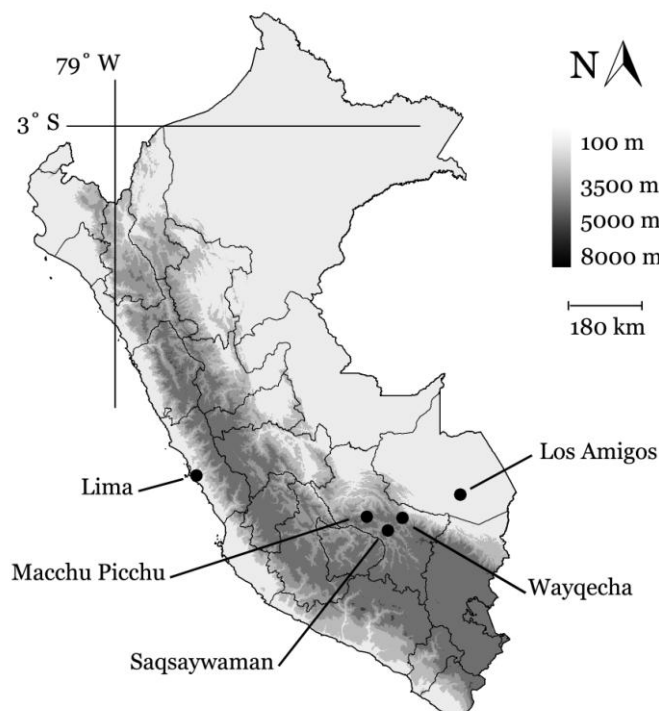 79° W
N
3° S
100 m
3500 m
5000 m
8000 m
180 km
Los Amigos
Lima
Macchu Picchu
Wayqecha
Saqsaywaman